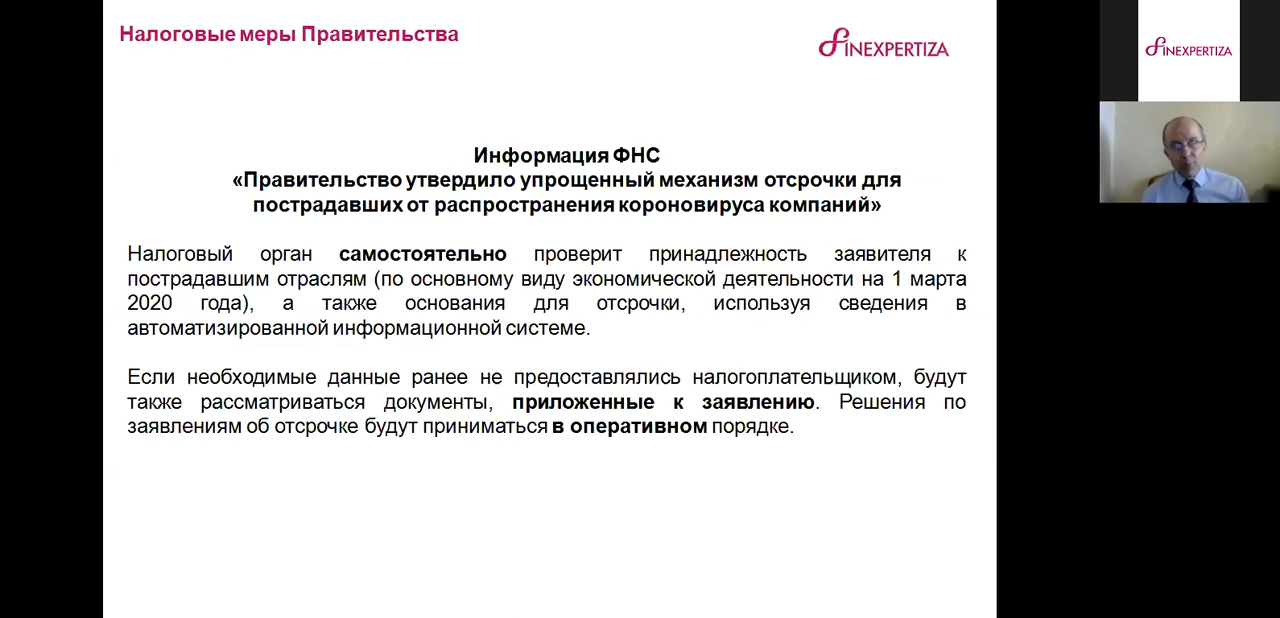 Налоговые меры Правительства
FINEXPERTIZA
FINEXPERTIZA
Информация ФНС
«Правительство утвердило упрощенный механизм отсрочки для
пострадавших от распространения короновируса компаний»
Налоговый орган самостоятельно проверит принадлежность заявителя к
пострадавшим отраслям (по основному виду экономической деятельности на 1 марта
2020 года), а также основания для отсрочки, используя сведения в
автоматизированной информационной системе.
Если необходимые данные ранее не предоставлялись налогоплательщиком, будут
также рассматриваться документы, приложенные к заявлению. Решения по
заявлениям об отсрочке будут приниматься в оперативном порядке.